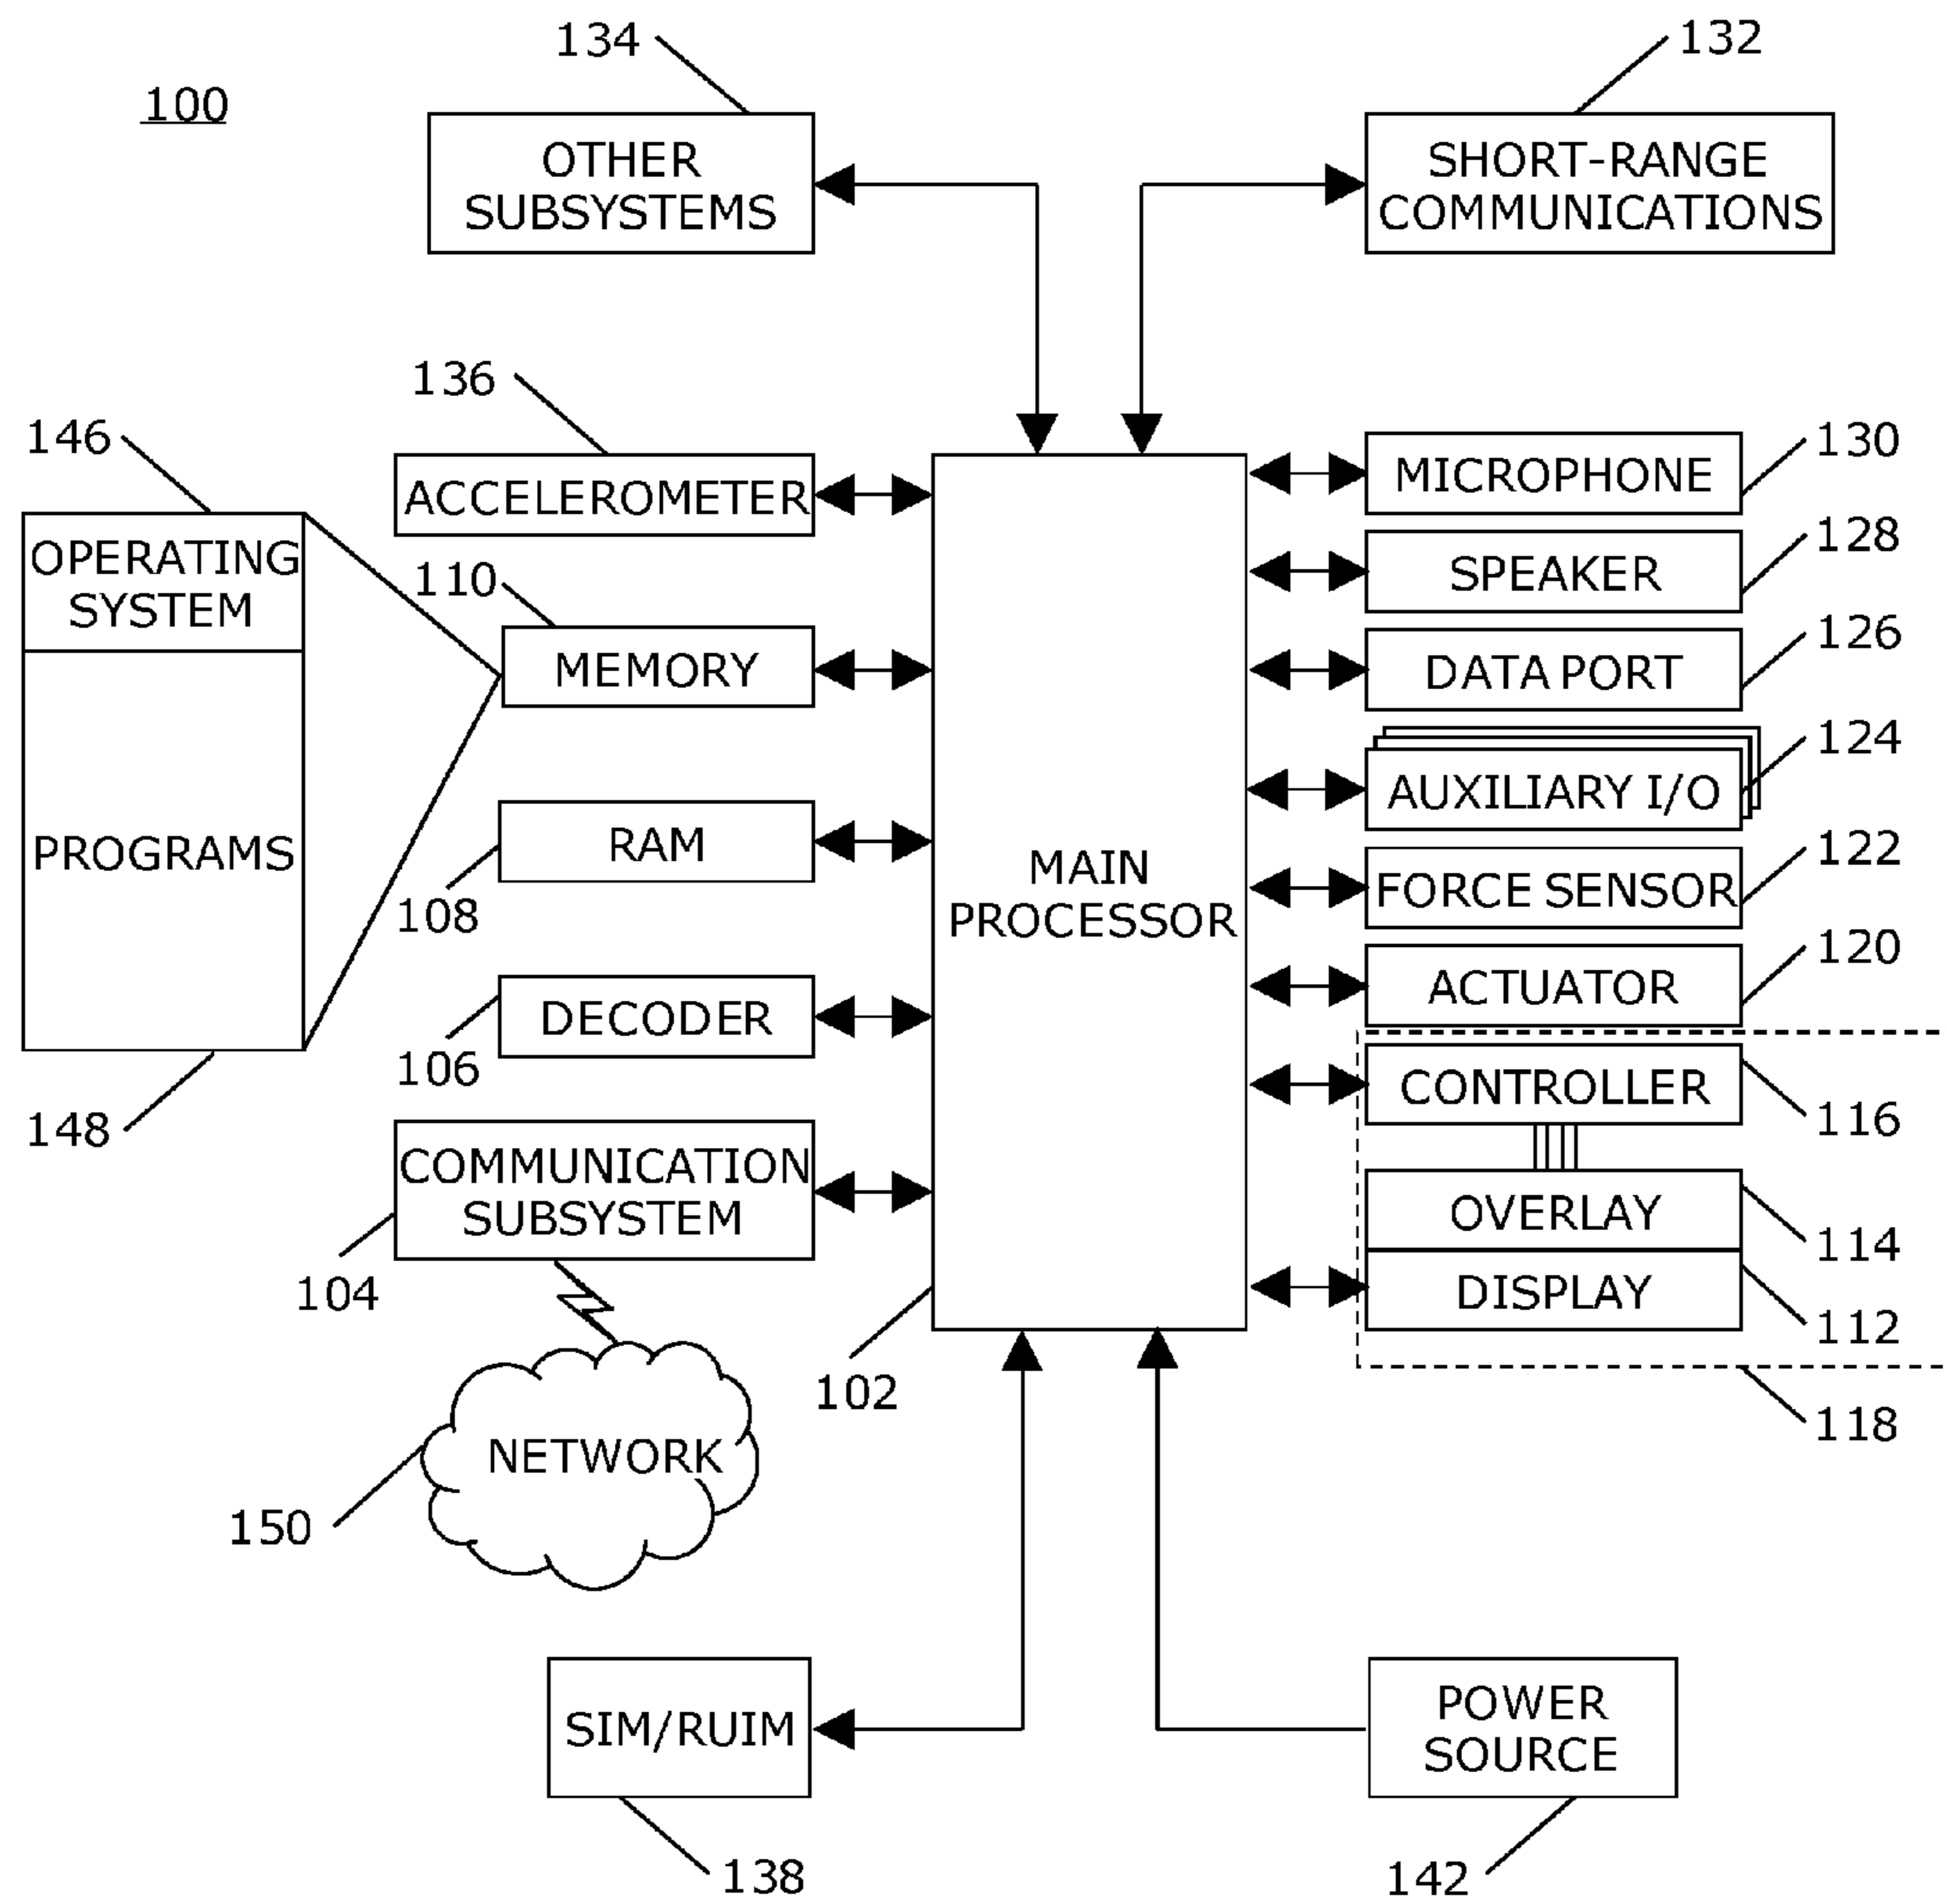 134
132
100
OTHER
SUBSYSTEMS
SHORT-RANGE
COMMUNICATIONS
136
146
130
ACCELEROMETER
MICROPHONE
128
OPERATING
SYSTEM
110
SPEAKER
126
MEMORY
DATA PORT
124
AUXILIARY I/O
PROGRAMS
RAM
MAIN
PROCESSOR
122
108
FORCE SENSOR
120
DECODER
ACTUATOR
106
CONTROLLER
116
148
COMMUNICATION
SUBSYSTEM
OVERLAY
114
104
DISPLAY
112
102
118
NETWORK
150
SIM/RUIM
POWER
SOURCE
138
142